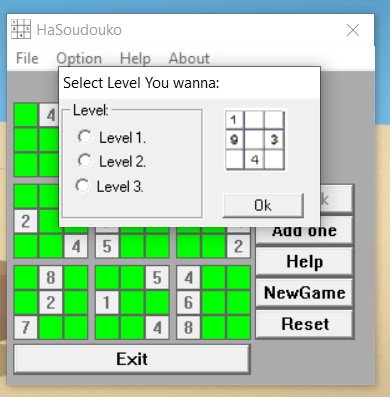 HaSoudouko
File Option Help About
Select Level You wanna:
Level:
1
Level 1.
9 3
Level 2.
4
Level 3.
Ok
4
2
Add one
4 5 2
Help
8 5 4
2 1 6
NewGame
7 4 8
Reset
Exit